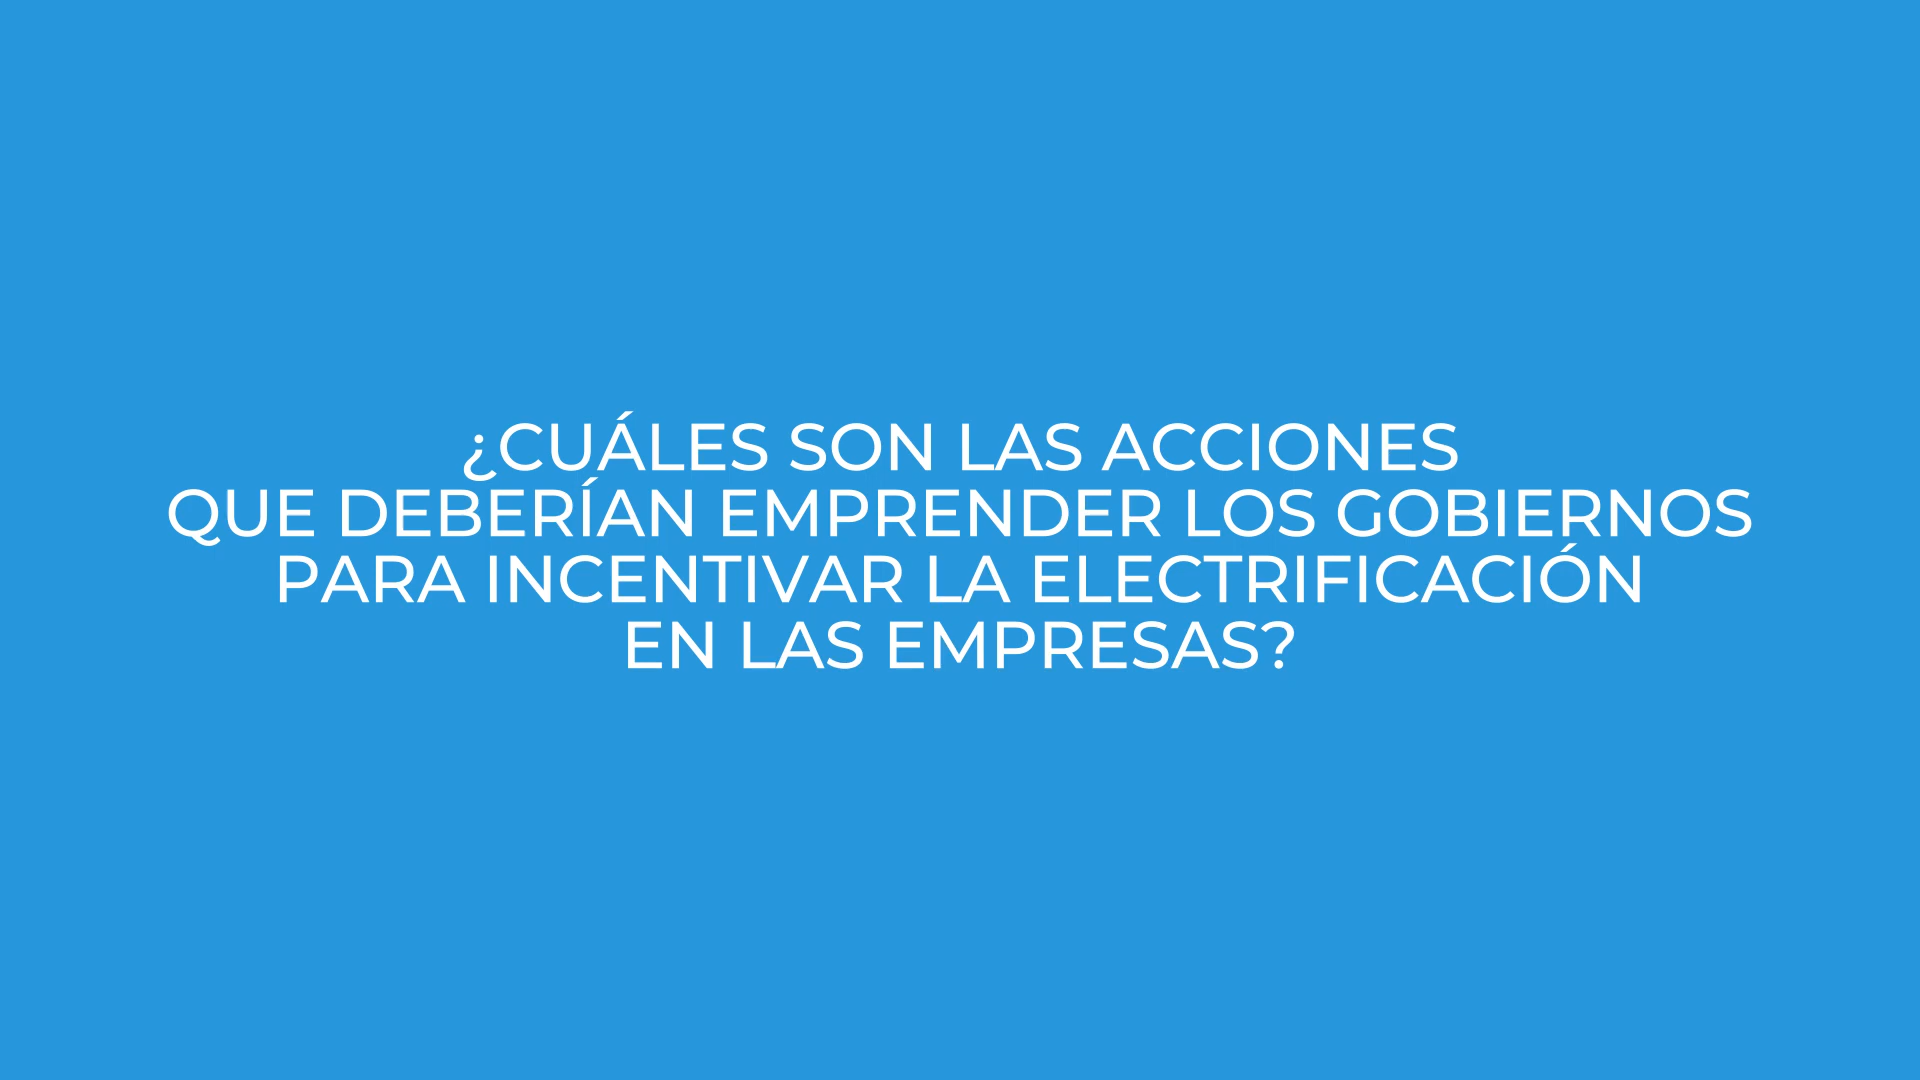 ¿CUÁLES SON LAS ACCIONES
QUE DEBERÍAN EMPRENDER LOS GOBIERNOS
PARA INCENTIVAR LA ELECTRIFICACIÓN
EN LAS EMPRESAS?